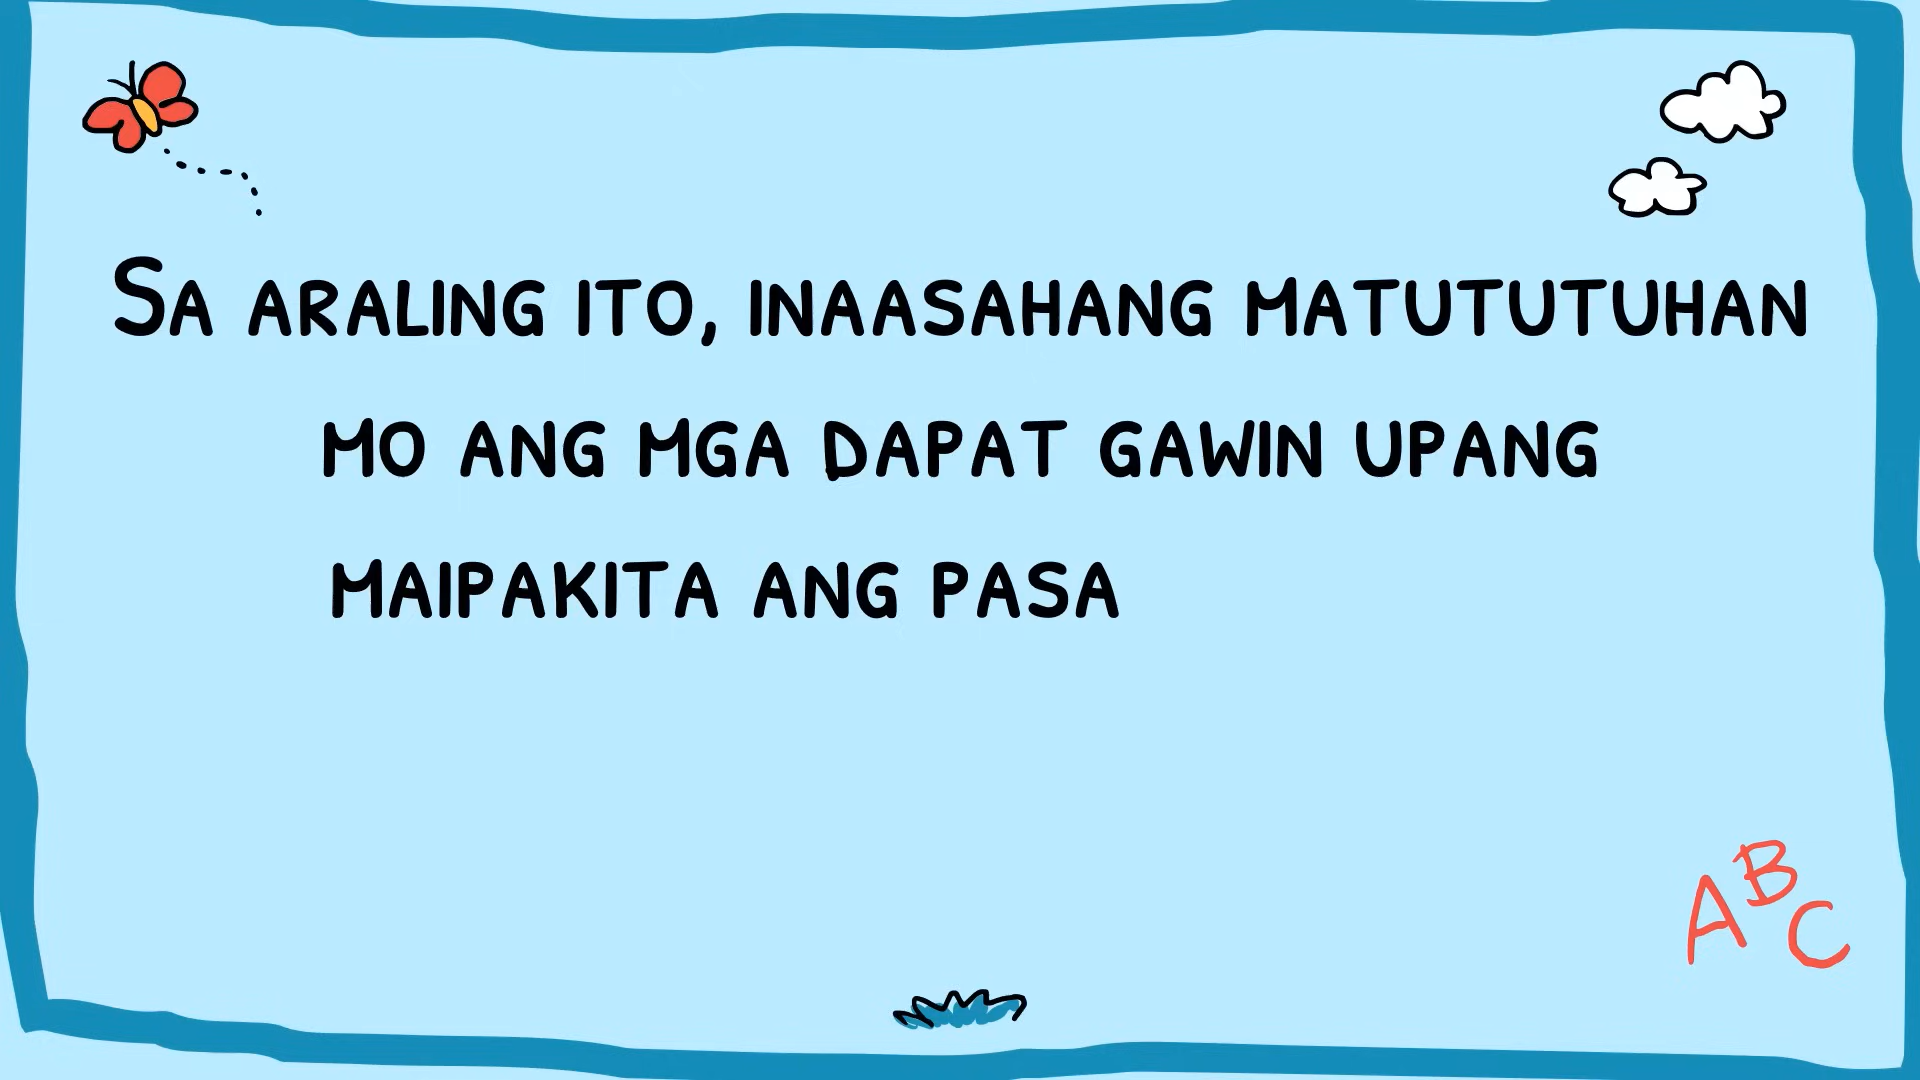 Sa araling ito, inaasahang matututuhan
mo ang mga dapat gawin upang
maipakita ang pasa
A B C